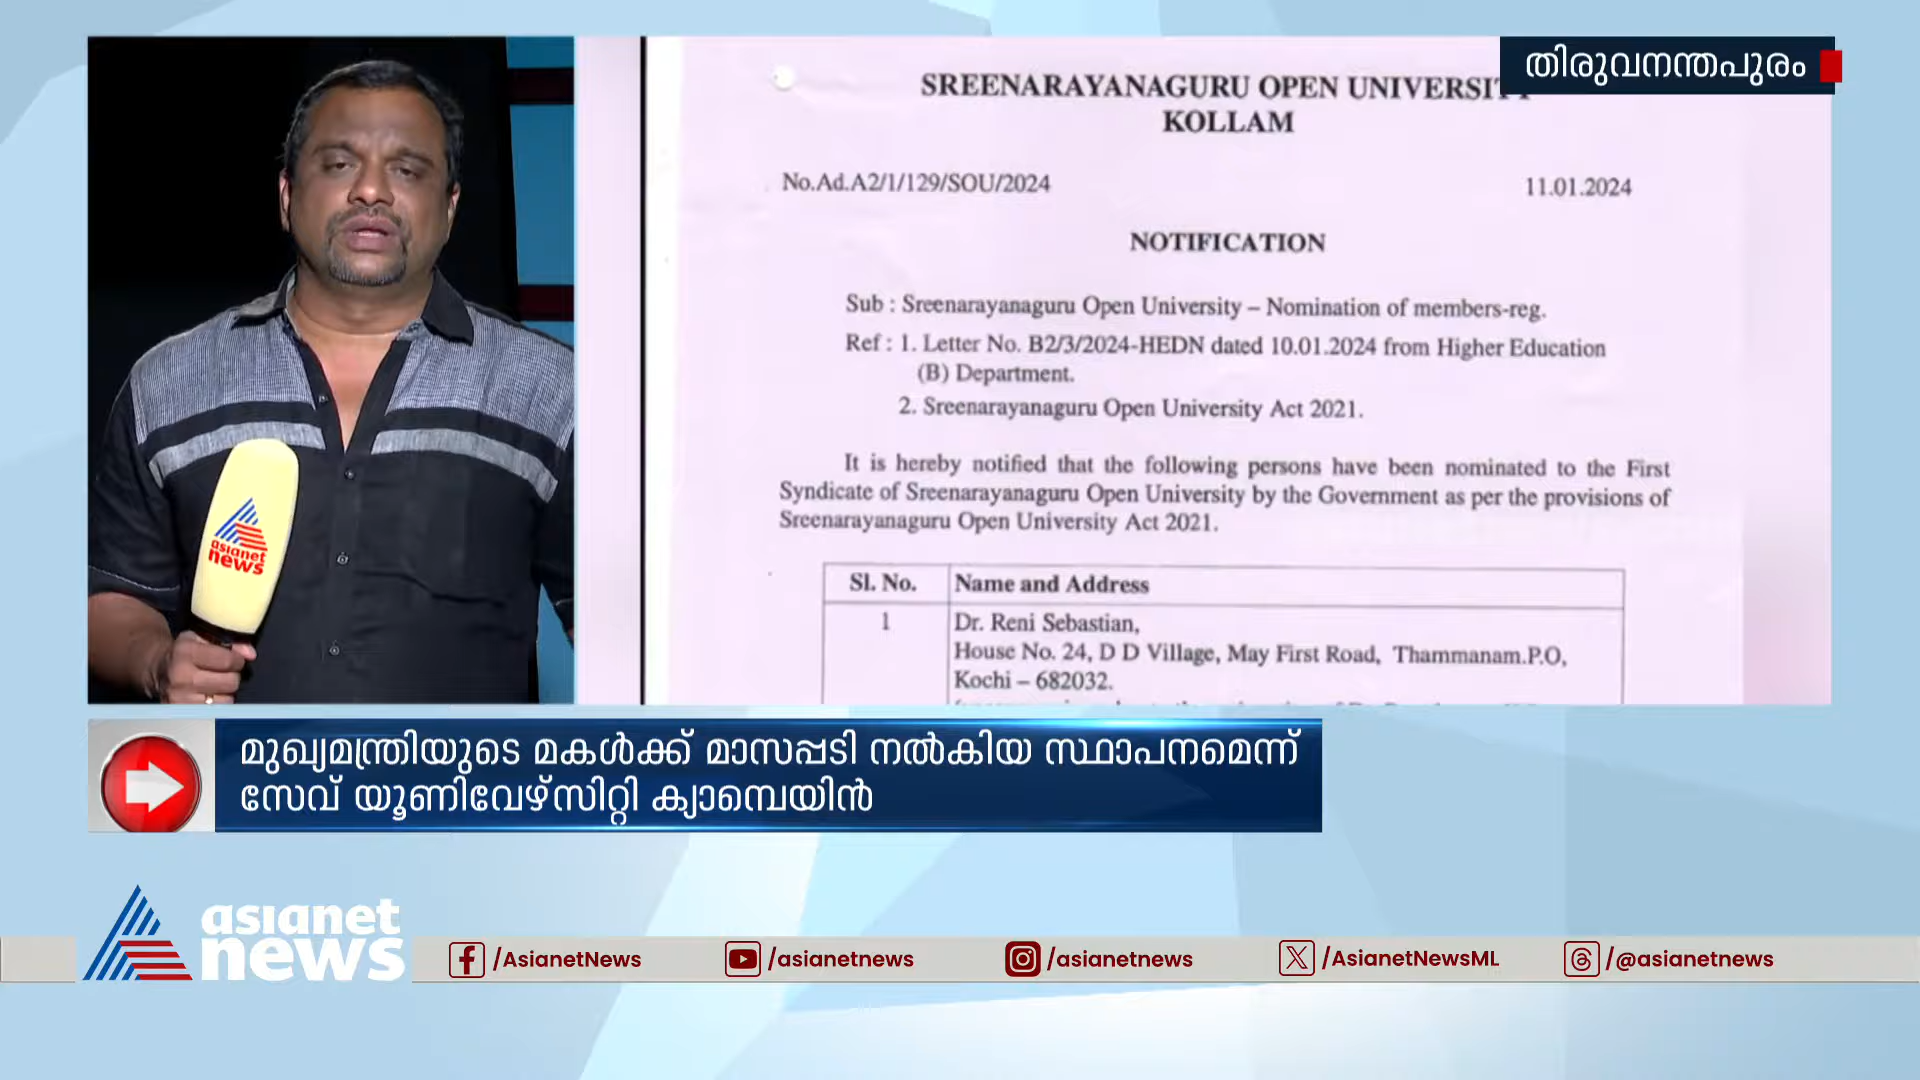 തിരുവനന്തപുരം
SREENARAYANAGURU OPEN UNIVERSITY
KOLLAM
No.Ad.A2/1/129/SOU/2024
11.01.2024
NOTIFICATION
Sub : Sreenarayanaguru Open University – Nomination of members-reg.
Ref : 1. Letter No. B2/3/2024-HEDN dated 10.01.2024 from Higher Education
(B) Department.
2. Sreenarayanaguru Open University Act 2021.
It is hereby notified that the following persons have been nominated to the First
Syndicate of Sreenarayanaguru Open University by the Government as per the provisions of
Sreenarayanaguru Open University Act 2021.
Sl. No. Name and Address
1 Dr. Reni Sebastian,
House No. 24, D D Village, May First Road, Thammanam.P.O,
Kochi – 682032.
asianet
news
മുഖ്യമന്ത്രിയുടെ മകൾക്ക് മാസപ്പടി നൽകിയ സ്ഥാപനമെന്ന്
സേവ് യൂണിവേഴ്സിറ്റി ക്യാമ്പെയിൻ
asianet
news
/AsianetNews /asianetnews /asianetnews /AsianetNewsML /@asianetnews